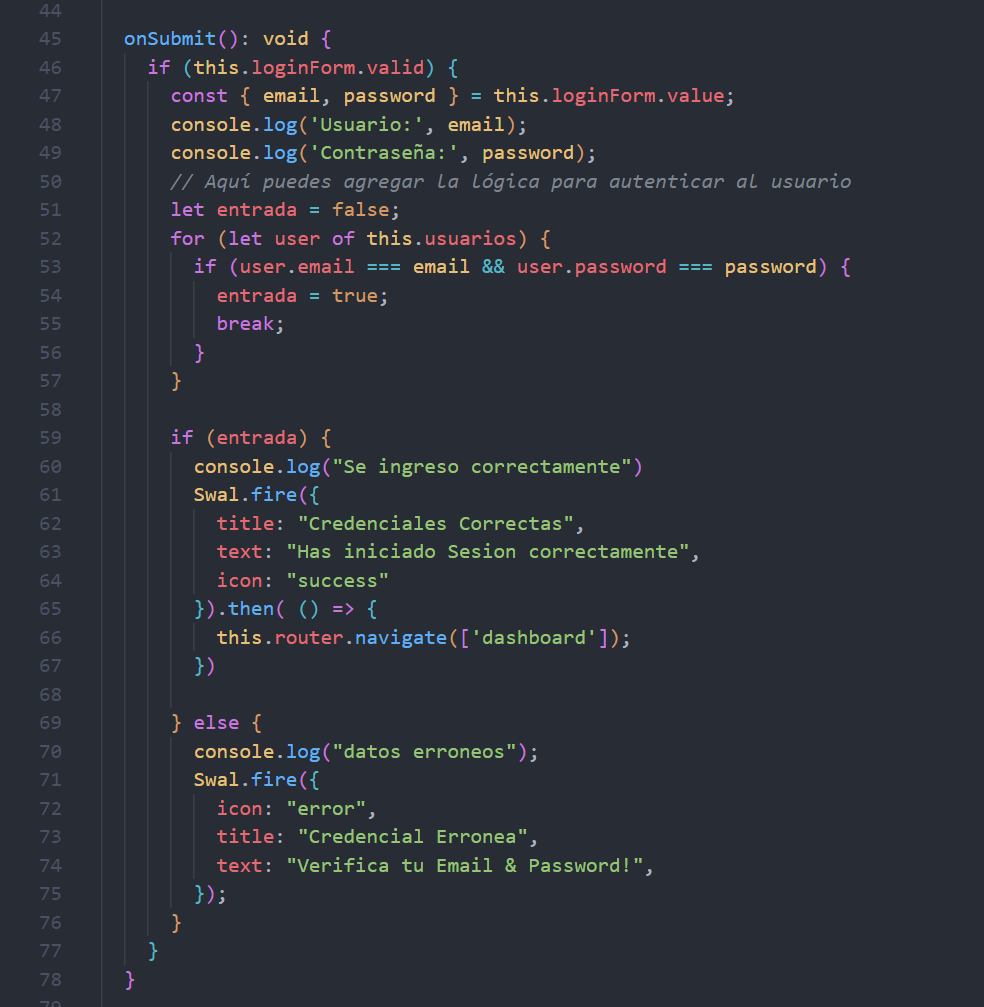 44
45 onSubmit(): void {
46 if (this.loginForm.valid) {
47 const { email, password } = this.loginForm.value;
48 console.log('Usuario:', email);
49 console.log('Contraseña:', password);
50 // Aquí puedes agregar la lógica para autenticar al usuario
51 let entrada = false;
52 for (let user of this.usuarios) {
53 if (user.email === email && user.password === password) {
54 entrada = true;
55 break;
56 }
57 }
58
59 if (entrada) {
60 console.log("Se ingreso correctamente")
61 Swal.fire({
62 title: "Credenciales Correctas",
63 text: "Has iniciado Sesion correctamente",
64 icon: "success"
65 }).then( () => {
66 this.router.navigate(['dashboard']);
67 })
68
69 } else {
70 console.log("datos erroneos");
71 Swal.fire({
72 icon: "error",
73 title: "Credencial Erronea",
74 text: "Verifica tu Email & Password!",
75 });
76 }
77 }
78 }
79